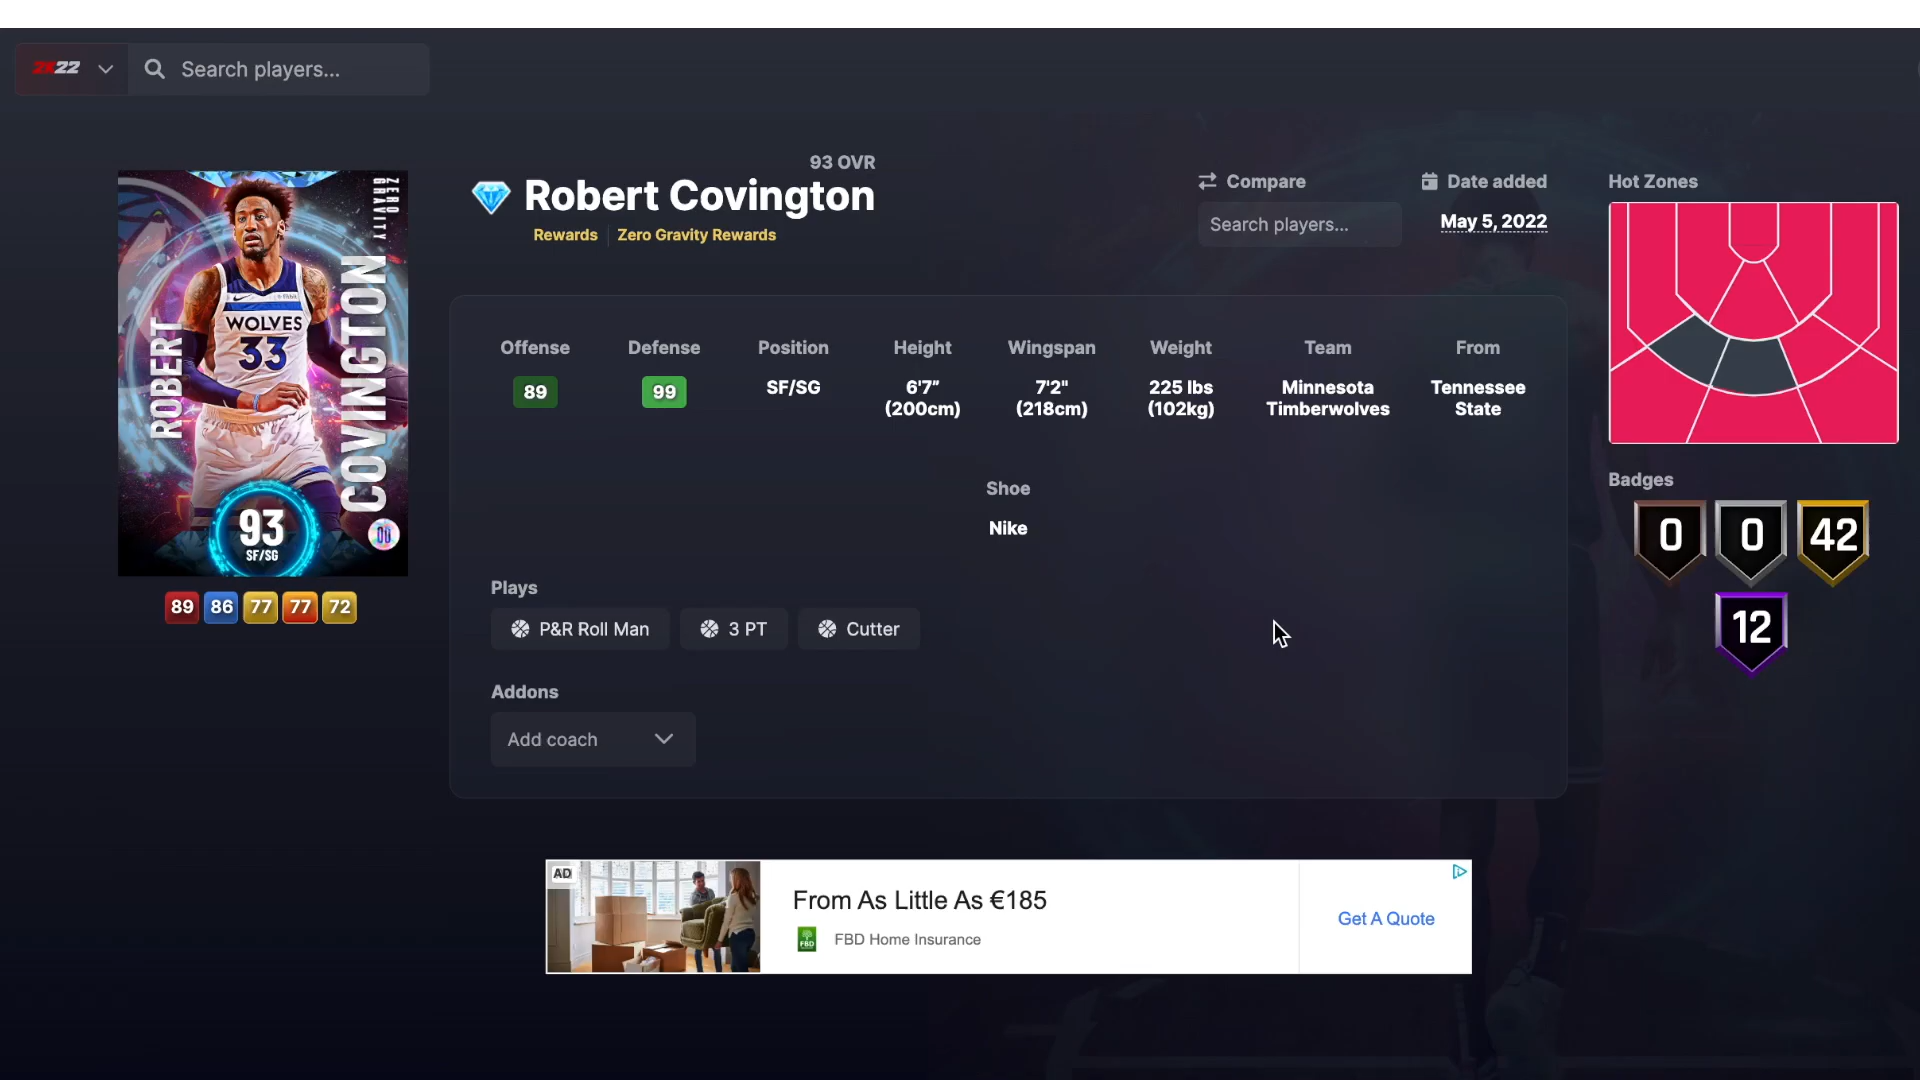 2K22
Search players...
93 OVR
Robert Covington
Rewards
Zero Gravity Rewards
Compare
Search players...
Date added
May 5, 2022
Hot Zones
ZERO
GRAVITY
ROBERT
COVINGTON
WOLVES
33
93
SF/SG
89 86 77 77 72
Offense
89
Defense
99
Position
SF/SG
Height
6'7"
(200cm)
Wingspan
7'2"
(218cm)
Weight
225 lbs
(102kg)
Team
Minnesota
Timberwolves
From
Tennessee
State
Shoe
Nike
Badges
0 0 42
12
Plays
P&R Roll Man
3 PT
Cutter
Addons
Add coach
AD
From As Little As €185
FBD
FBD Home Insurance
Get A Quote